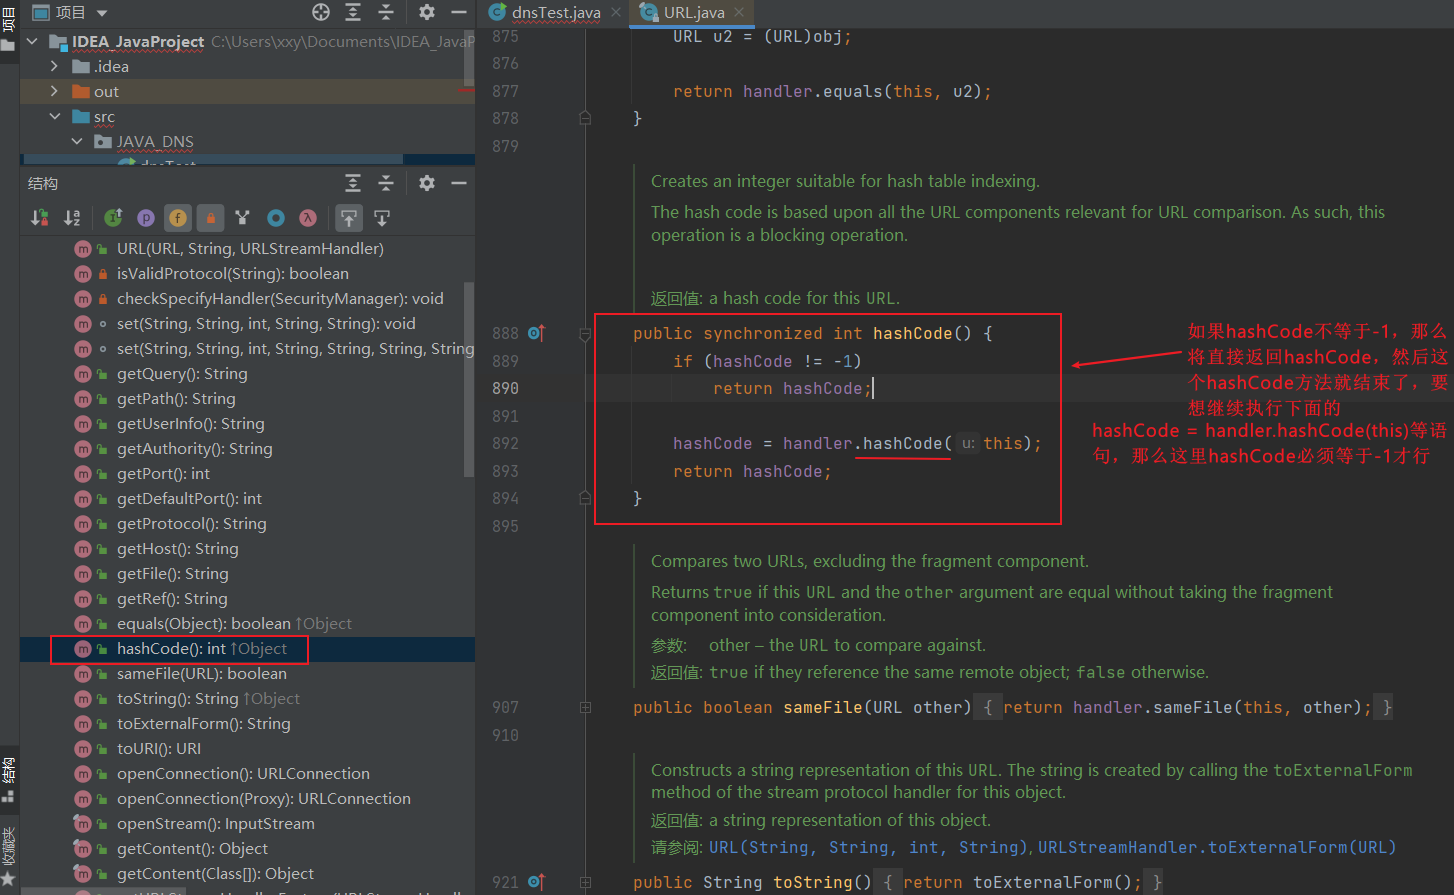 项目
项目
IDEA_JavaProject C:\Users\xxy\Documents\IDEA_JavaP
.idea
out
src
JAVA_DNS
dnsTest
结构
URL(URL, String, URLStreamHandler)
isValidProtocol(String): boolean
checkSpecifyHandler(SecurityManager): void
set(String, String, int, String, String): void
set(String, String, int, String, String, String, String
getQuery(): String
getPath(): String
getUserInfo(): String
getAuthority(): String
getPort(): int
getDefaultPort(): int
getProtocol(): String
getHost(): String
getFile(): String
getRef(): String
equals(Object): boolean ↑Object
hashCode(): int ↑Object
sameFile(URL): boolean
toString(): String ↑Object
toExternalForm(): String
toURI(): URI
openConnection(): URLConnection
openConnection(Proxy): URLConnection
openStream(): InputStream
getContent(): Object
getContent(Class[]): Object
结构
收藏夹
dnsTest.java
URL.java
875 URL u2 = (URL)obj;
876
877 return handler.equals(this, u2);
878 }
879
Creates an integer suitable for hash table indexing.
The hash code is based upon all the URL components relevant for URL comparison. As such, this
operation is a blocking operation.
返回值: a hash code for this URL.
888 public synchronized int hashCode() {
889 if (hashCode != -1)
890 return hashCode;
891
892 hashCode = handler.hashCode( u: this);
893 return hashCode;
894 }
895
如果hashCode不等于-1，那么
将直接返回hashCode，然后这
个hashCode方法就结束了，要
想继续执行下面的
hashCode = handler.hashCode(this)等语
句，那么这里hashCode必须等于-1才行
Compares two URLs, excluding the fragment component.
Returns true if this URL and the other argument are equal without taking the fragment
component into consideration.
参数: other – the URL to compare against.
返回值: true if they reference the same remote object; false otherwise.
907 public boolean sameFile(URL other) { return handler.sameFile(this, other); }
910
Constructs a string representation of this URL. The string is created by calling the toExternalForm
method of the stream protocol handler for this object.
返回值: a string representation of this object.
请参阅: URL(String, String, int, String), URLStreamHandler.toExternalForm(URL)
921 public String toString() { return toExternalForm(); }